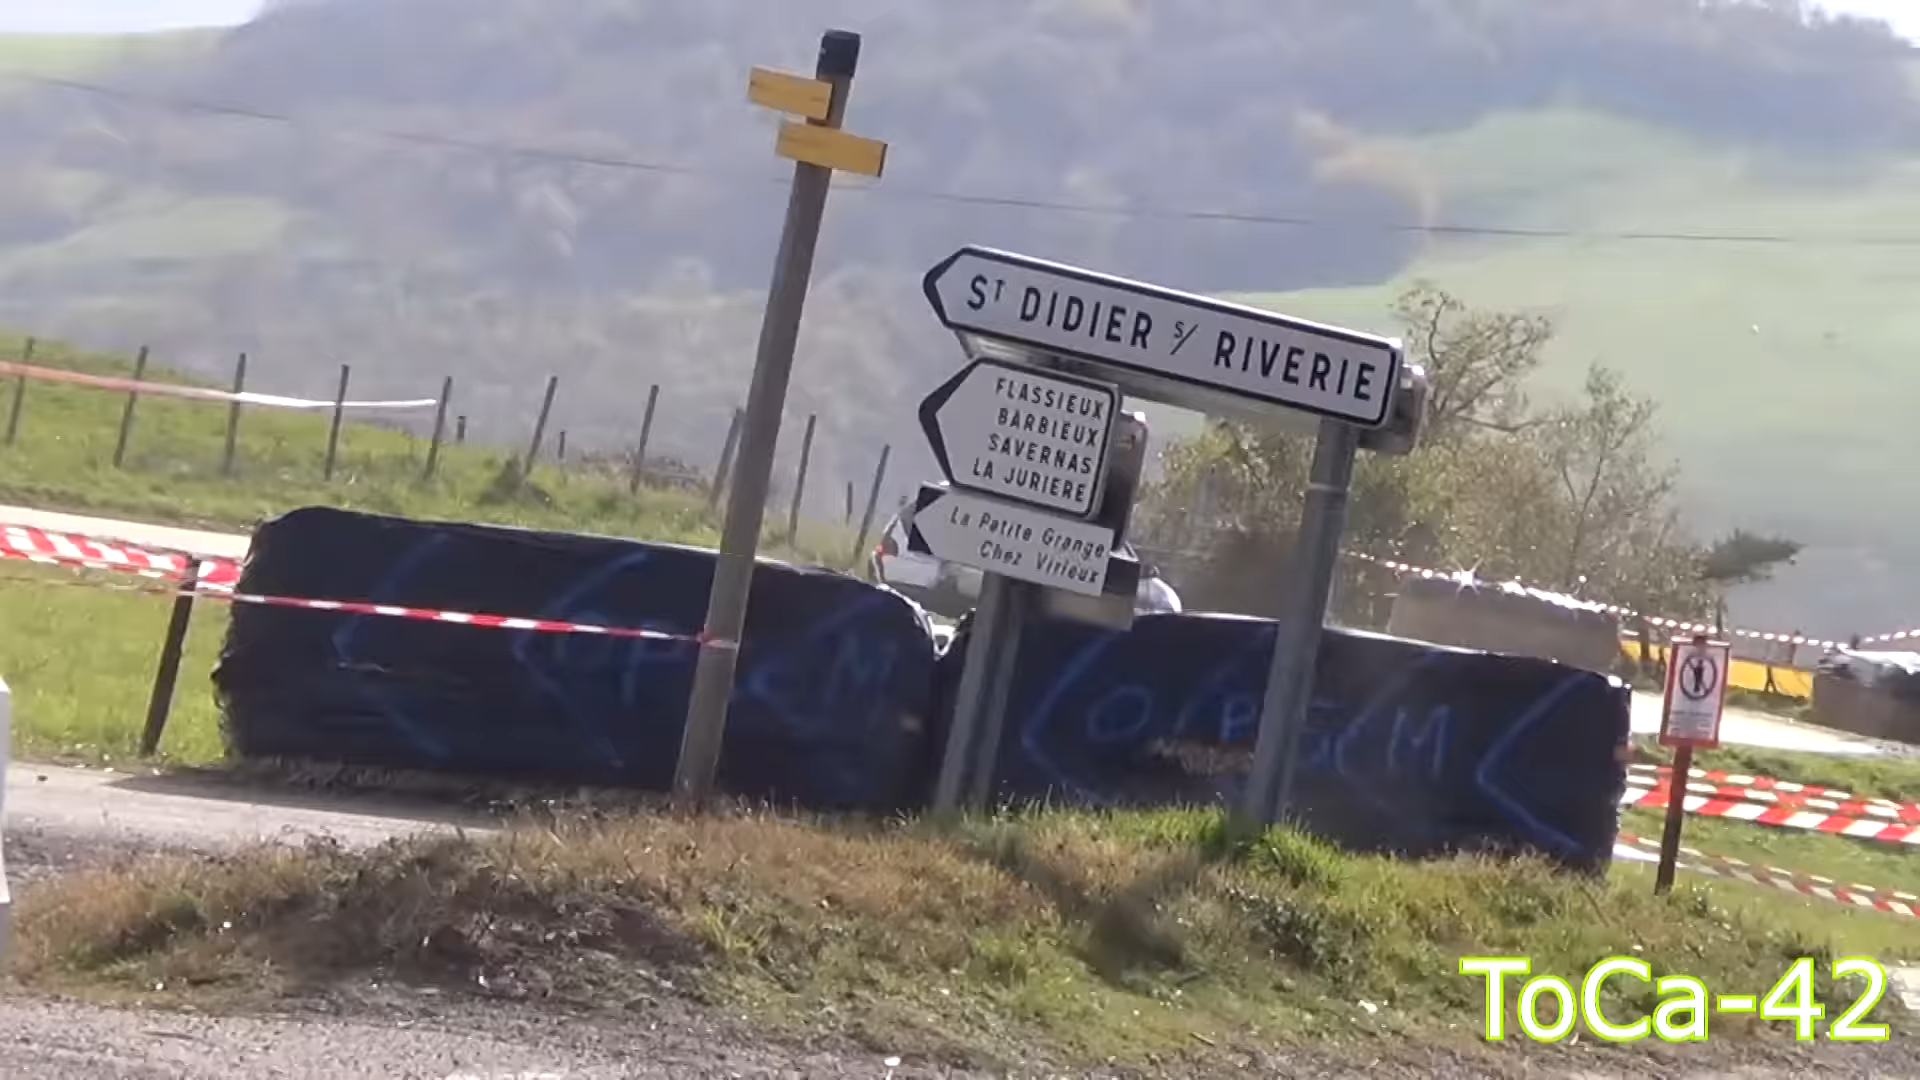 Sᵀ DIDIER S/ RIVERIE
FLASSIEUX
BARBIEUX
SAVERNAS
LA JURIERE
La Petite Grange
Chez Virieux
ToCa-42